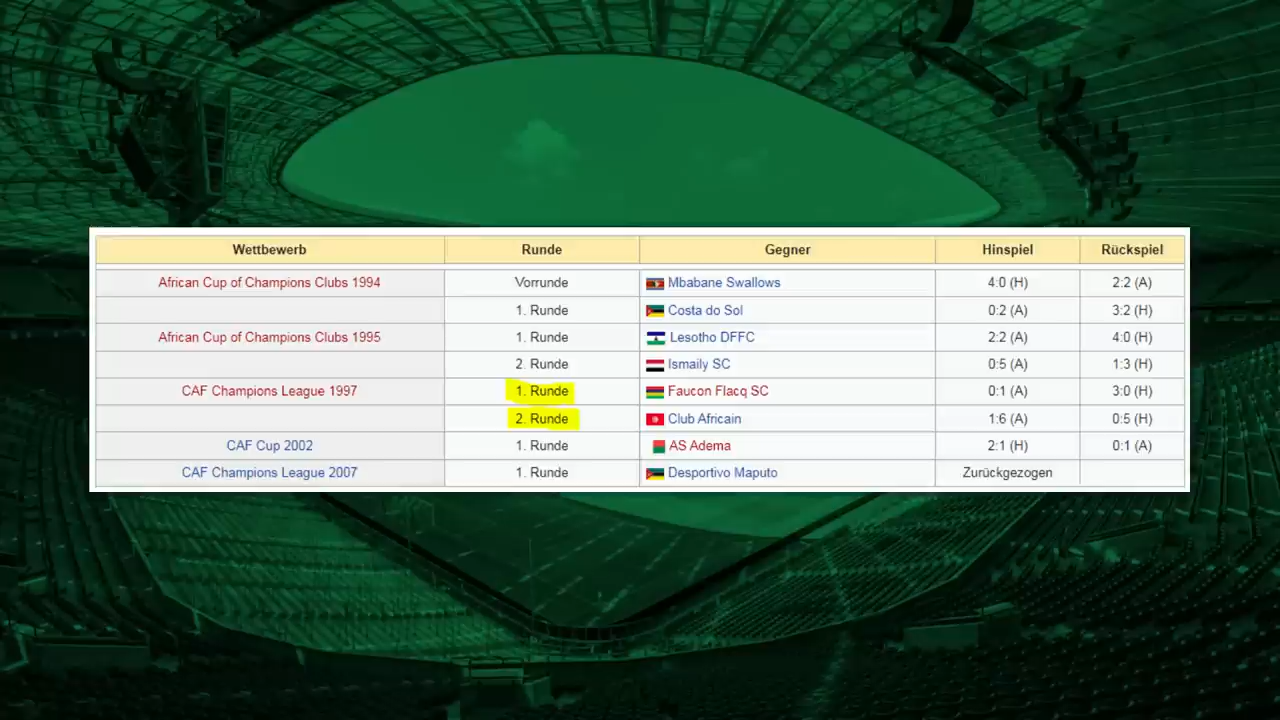 Wettbewerb Runde Gegner Hinspiel Rückspiel
African Cup of Champions Clubs 1994 Vorrunde Mbabane Swallows 4:0 (H) 2:2 (A)
1. Runde Costa do Sol 0:2 (A) 3:2 (H)
African Cup of Champions Clubs 1995 1. Runde Lesotho DFFC 2:2 (A) 4:0 (H)
2. Runde Ismaily SC 0:5 (A) 1:3 (H)
CAF Champions League 1997 1. Runde Faucon Flacq SC 0:1 (A) 3:0 (H)
2. Runde Club Africain 1:6 (A) 0:5 (H)
CAF Cup 2002 1. Runde AS Adema 2:1 (H) 0:1 (A)
CAF Champions League 2007 1. Runde Desportivo Maputo Zurückgezogen